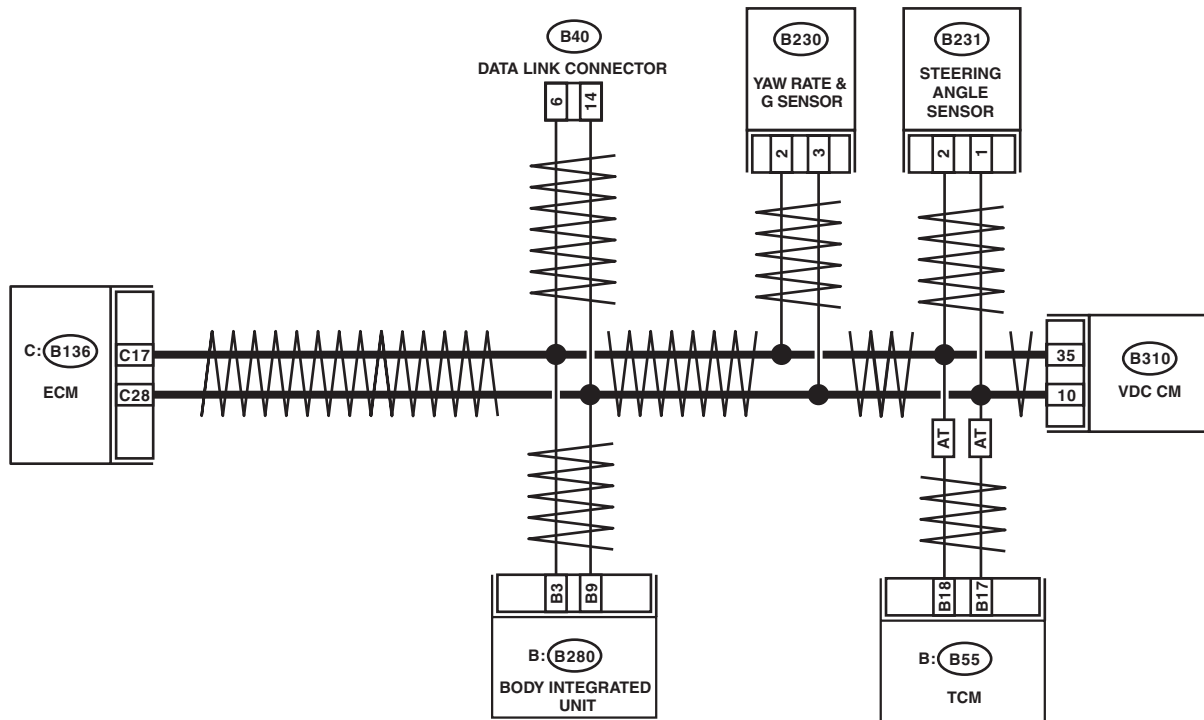 B40
DATA LINK CONNECTOR
6
14
B230
YAW RATE &
G SENSOR
2
3
B231
STEERING
ANGLE
SENSOR
2
1
C: B136
ECM
C17
C28
35
10
B310
VDC CM
AT
AT
B3
B9
B: B280
BODY INTEGRATED
UNIT
B18
B17
B: B55
TCM